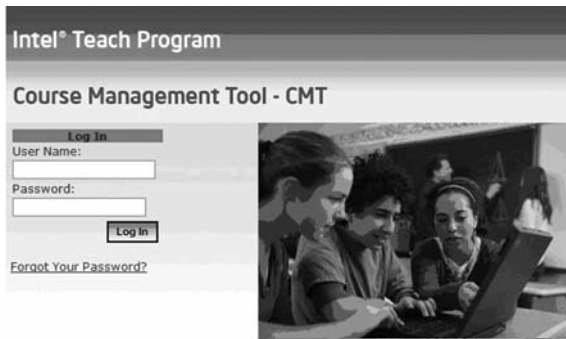 Intel® Teach Program
Course Management Tool - CMT
Log In
User Name:
Password:
Log In
Forgot Your Password?